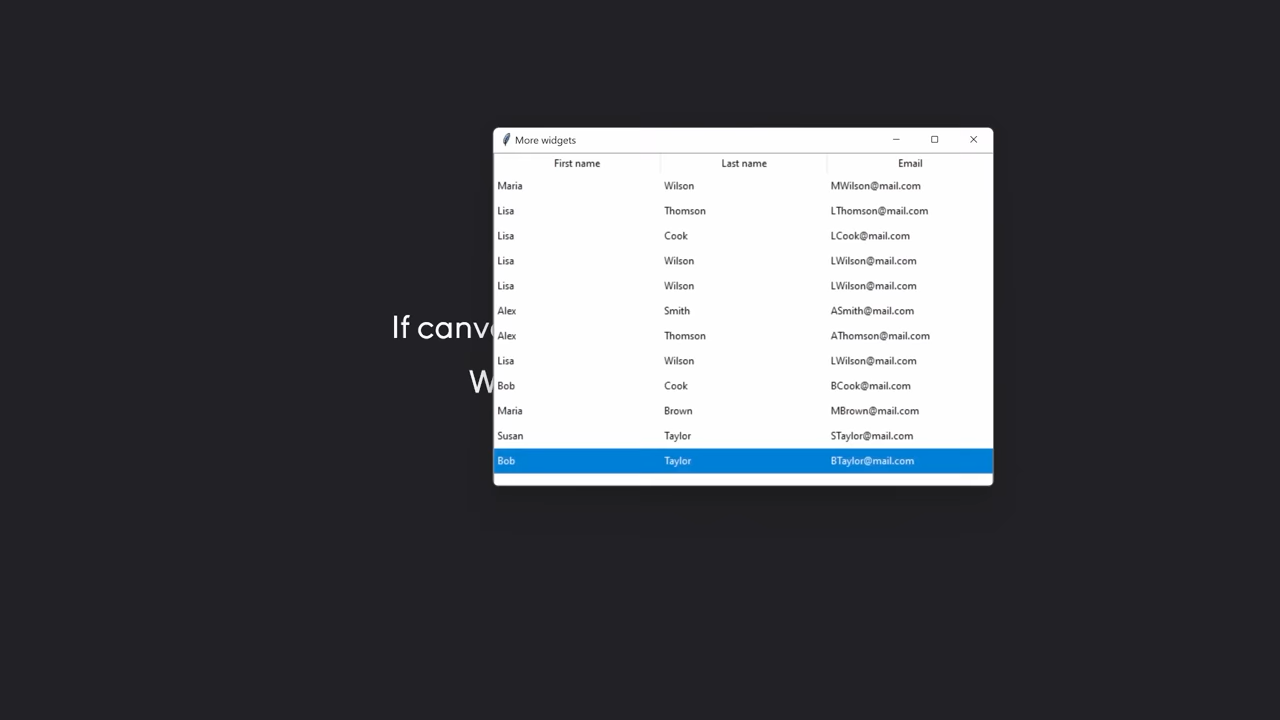 More widgets
First name Last name Email
Maria Wilson MWilson@mail.com
Lisa Thomson LThomson@mail.com
Lisa Cook LCook@mail.com
Lisa Wilson LWilson@mail.com
Lisa Wilson LWilson@mail.com
Alex Smith ASmith@mail.com
Alex Thomson AThomson@mail.com
Lisa Wilson LWilson@mail.com
Bob Cook BCook@mail.com
Maria Brown MBrown@mail.com
Susan Taylor STaylor@mail.com
Bob Taylor BTaylor@mail.com
If